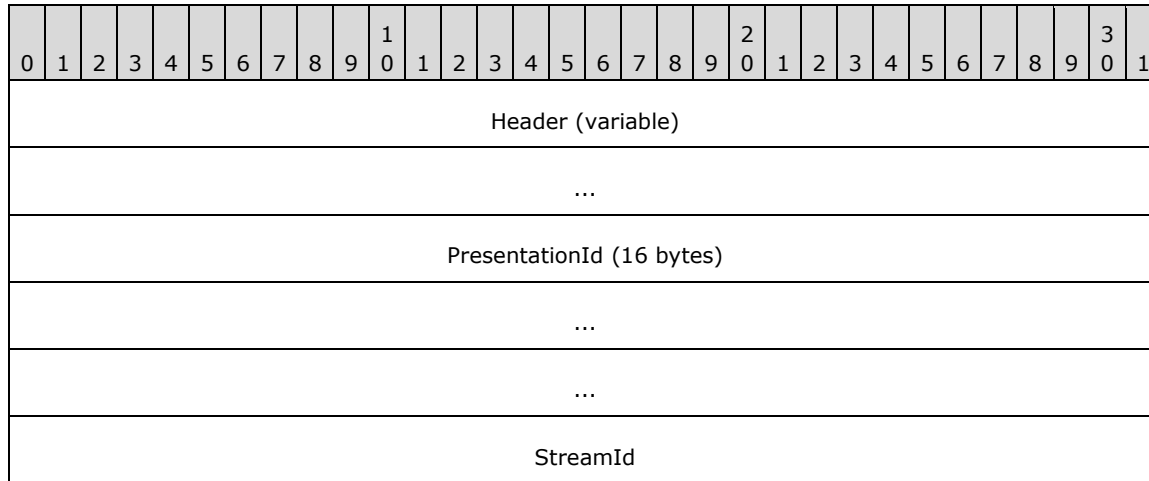 1 2 3
0 1 2 3 4 5 6 7 8 9 0 1 2 3 4 5 6 7 8 9 0 1 2 3 4 5 6 7 8 9 0 1
Header (variable)
...
PresentationId (16 bytes)
...
...
StreamId